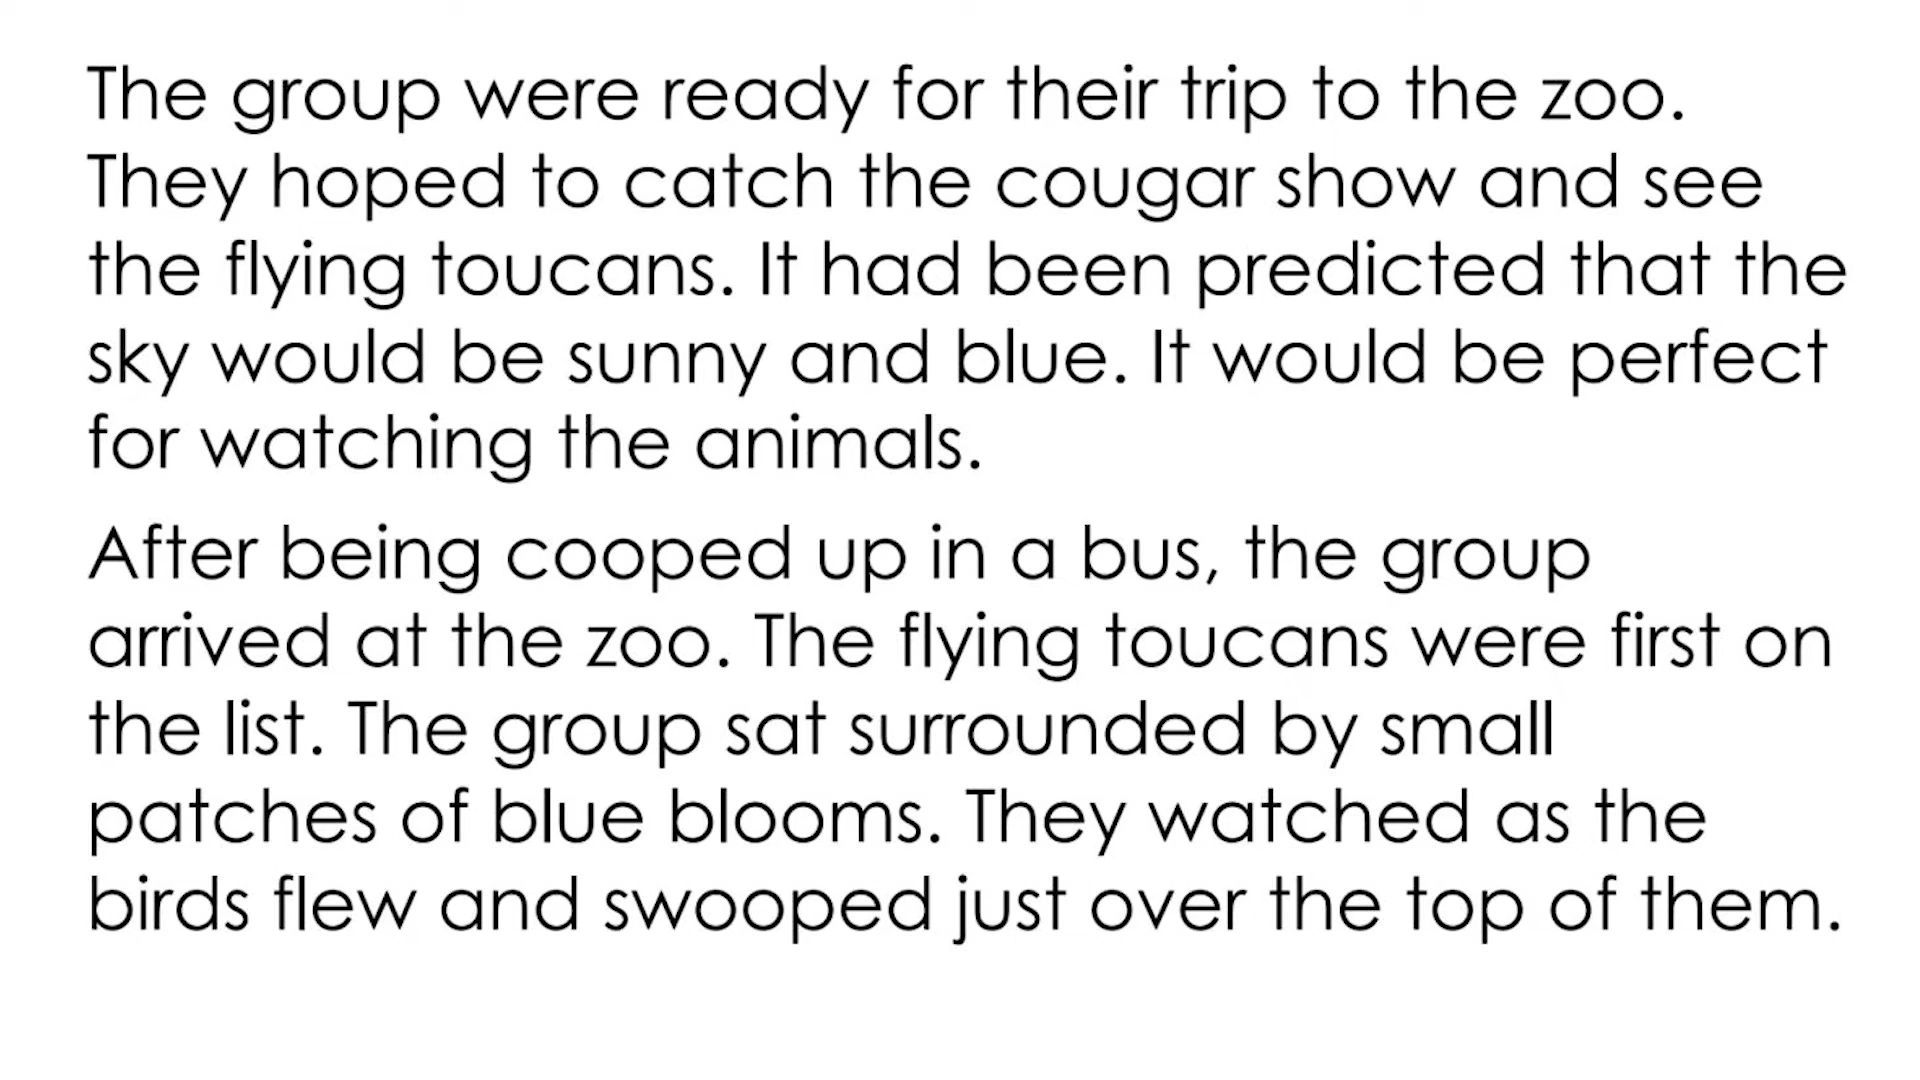 The group were ready for their trip to the zoo.
They hoped to catch the cougar show and see
the flying toucans. It had been predicted that the
sky would be sunny and blue. It would be perfect
for watching the animals.
After being cooped up in a bus, the group
arrived at the zoo. The flying toucans were first on
the list. The group sat surrounded by small
patches of blue blooms. They watched as the
birds flew and swooped just over the top of them.